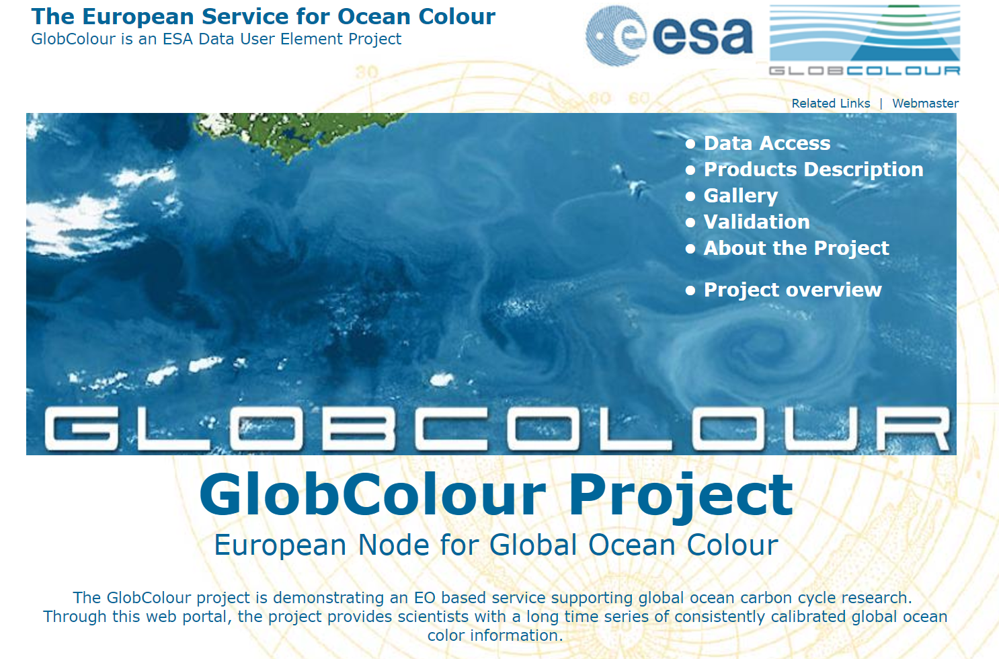 The European Service for Ocean Colour
GlobColour is an ESA Data User Element Project
esa
GLOBCOLOUR
30
60 60
Related Links | Webmaster
• Data Access
• Products Description
• Gallery
• Validation
• About the Project
• Project overview
GLOBCOLOUR
GlobColour Project
European Node for Global Ocean Colour
The GlobColour project is demonstrating an EO based service supporting global ocean carbon cycle research.
Through this web portal, the project provides scientists with a long time series of consistently calibrated global ocean
color information.